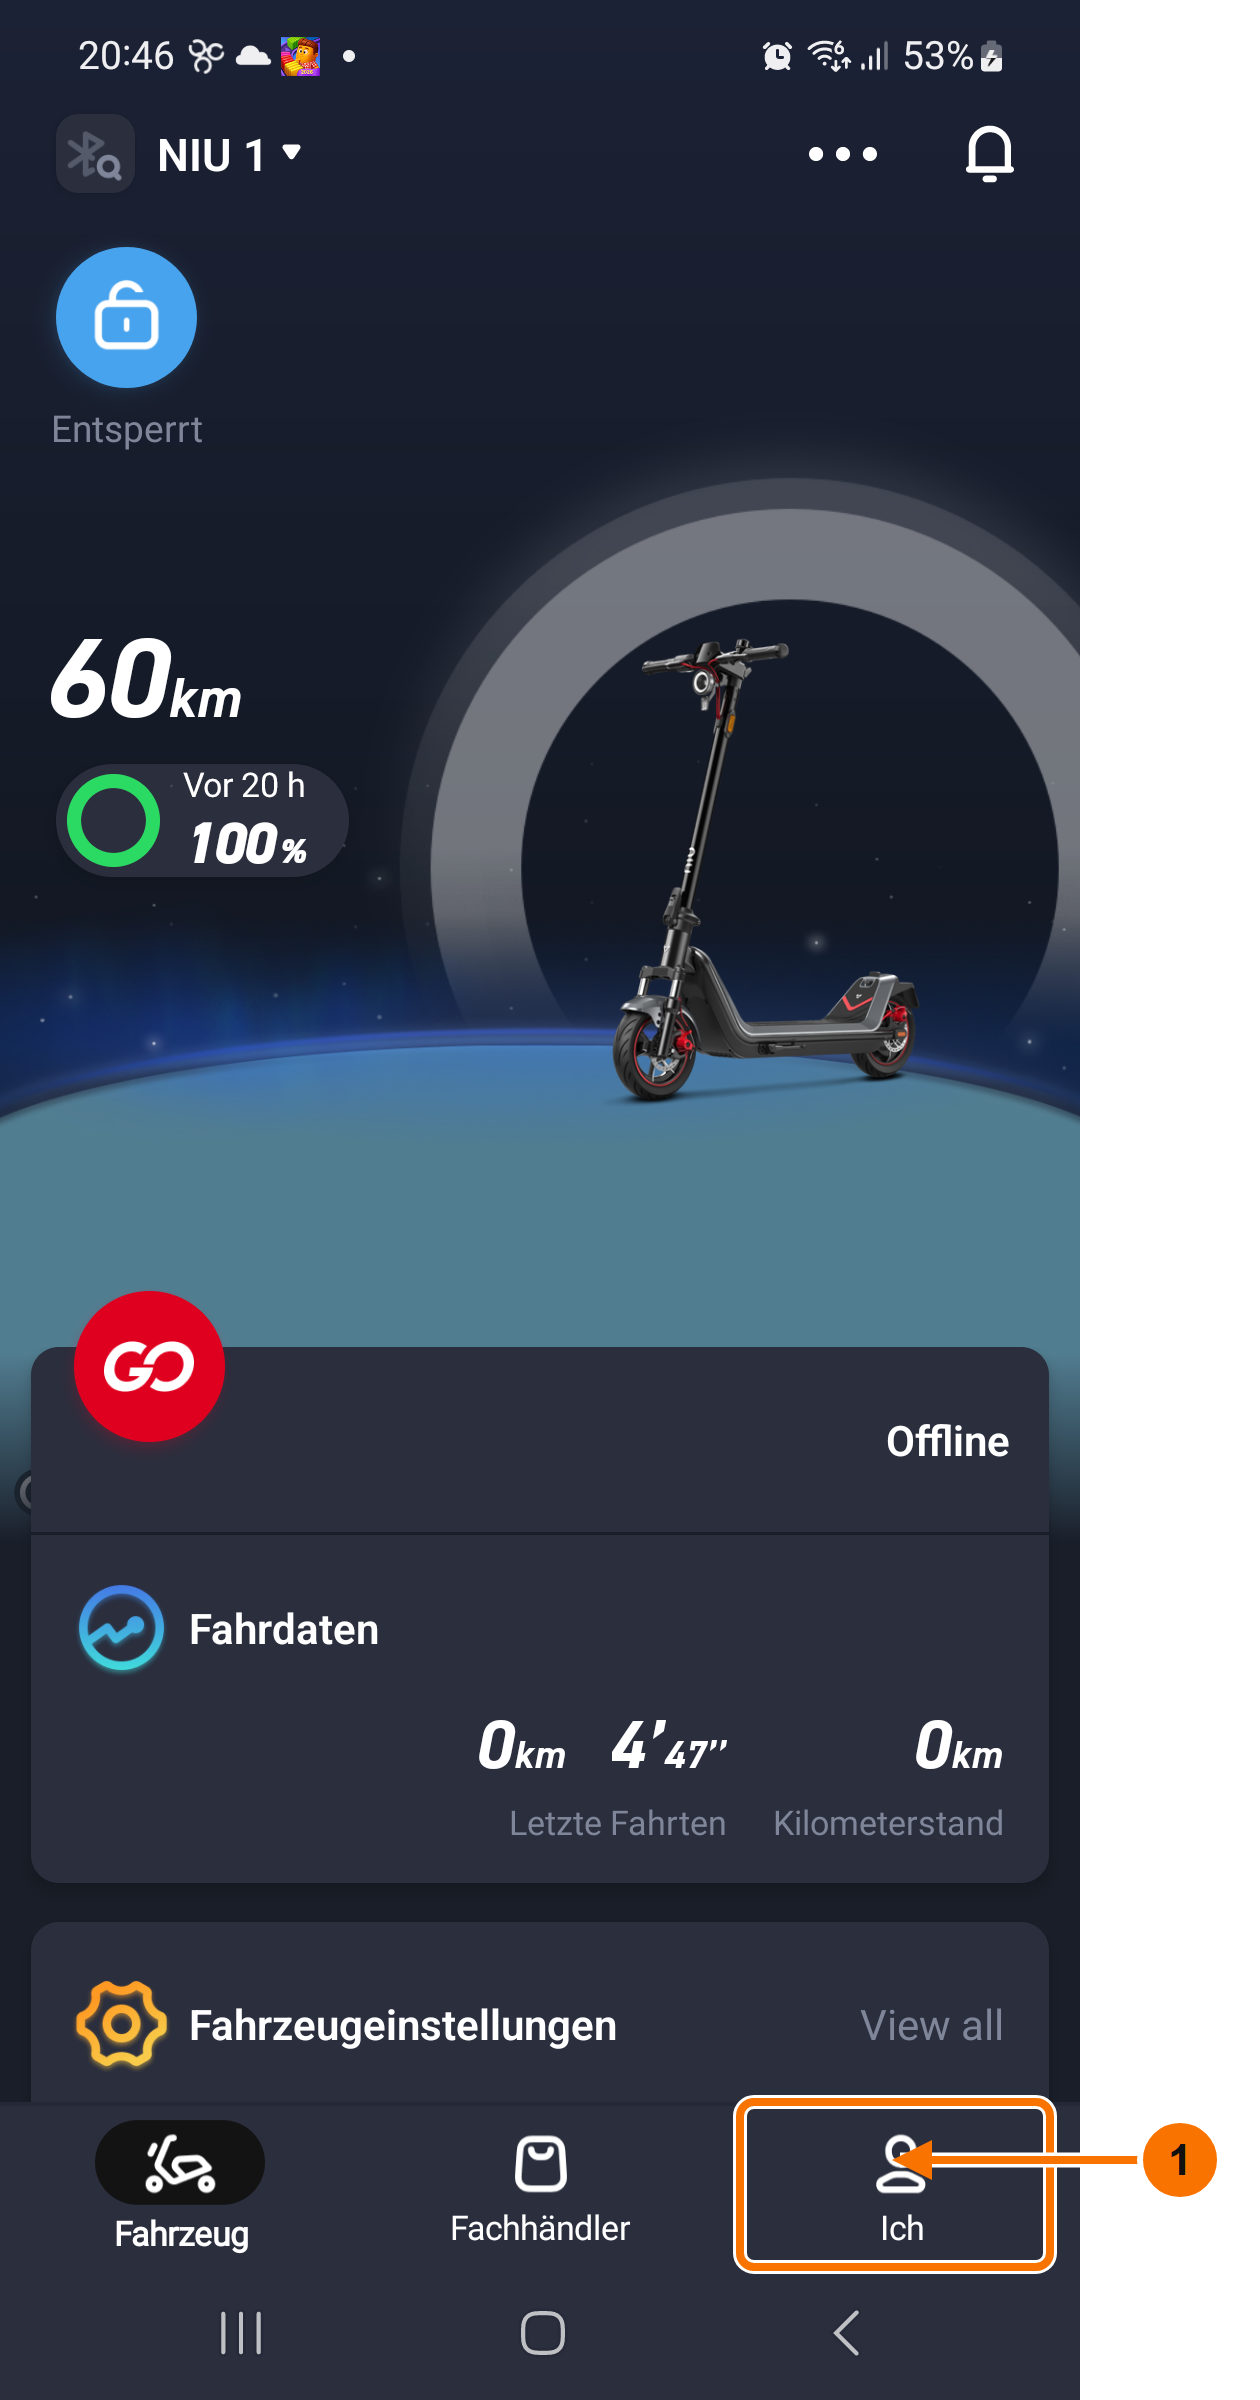 20:46 53%
NIU 1
Entsperrt
60km
Vor 20 h
100%
GO
Offline
Fahrdaten
0km 4'47'' 0km
Letzte Fahrten Kilometerstand
Fahrzeugeinstellungen View all
1
Fahrzeug Fachhändler Ich